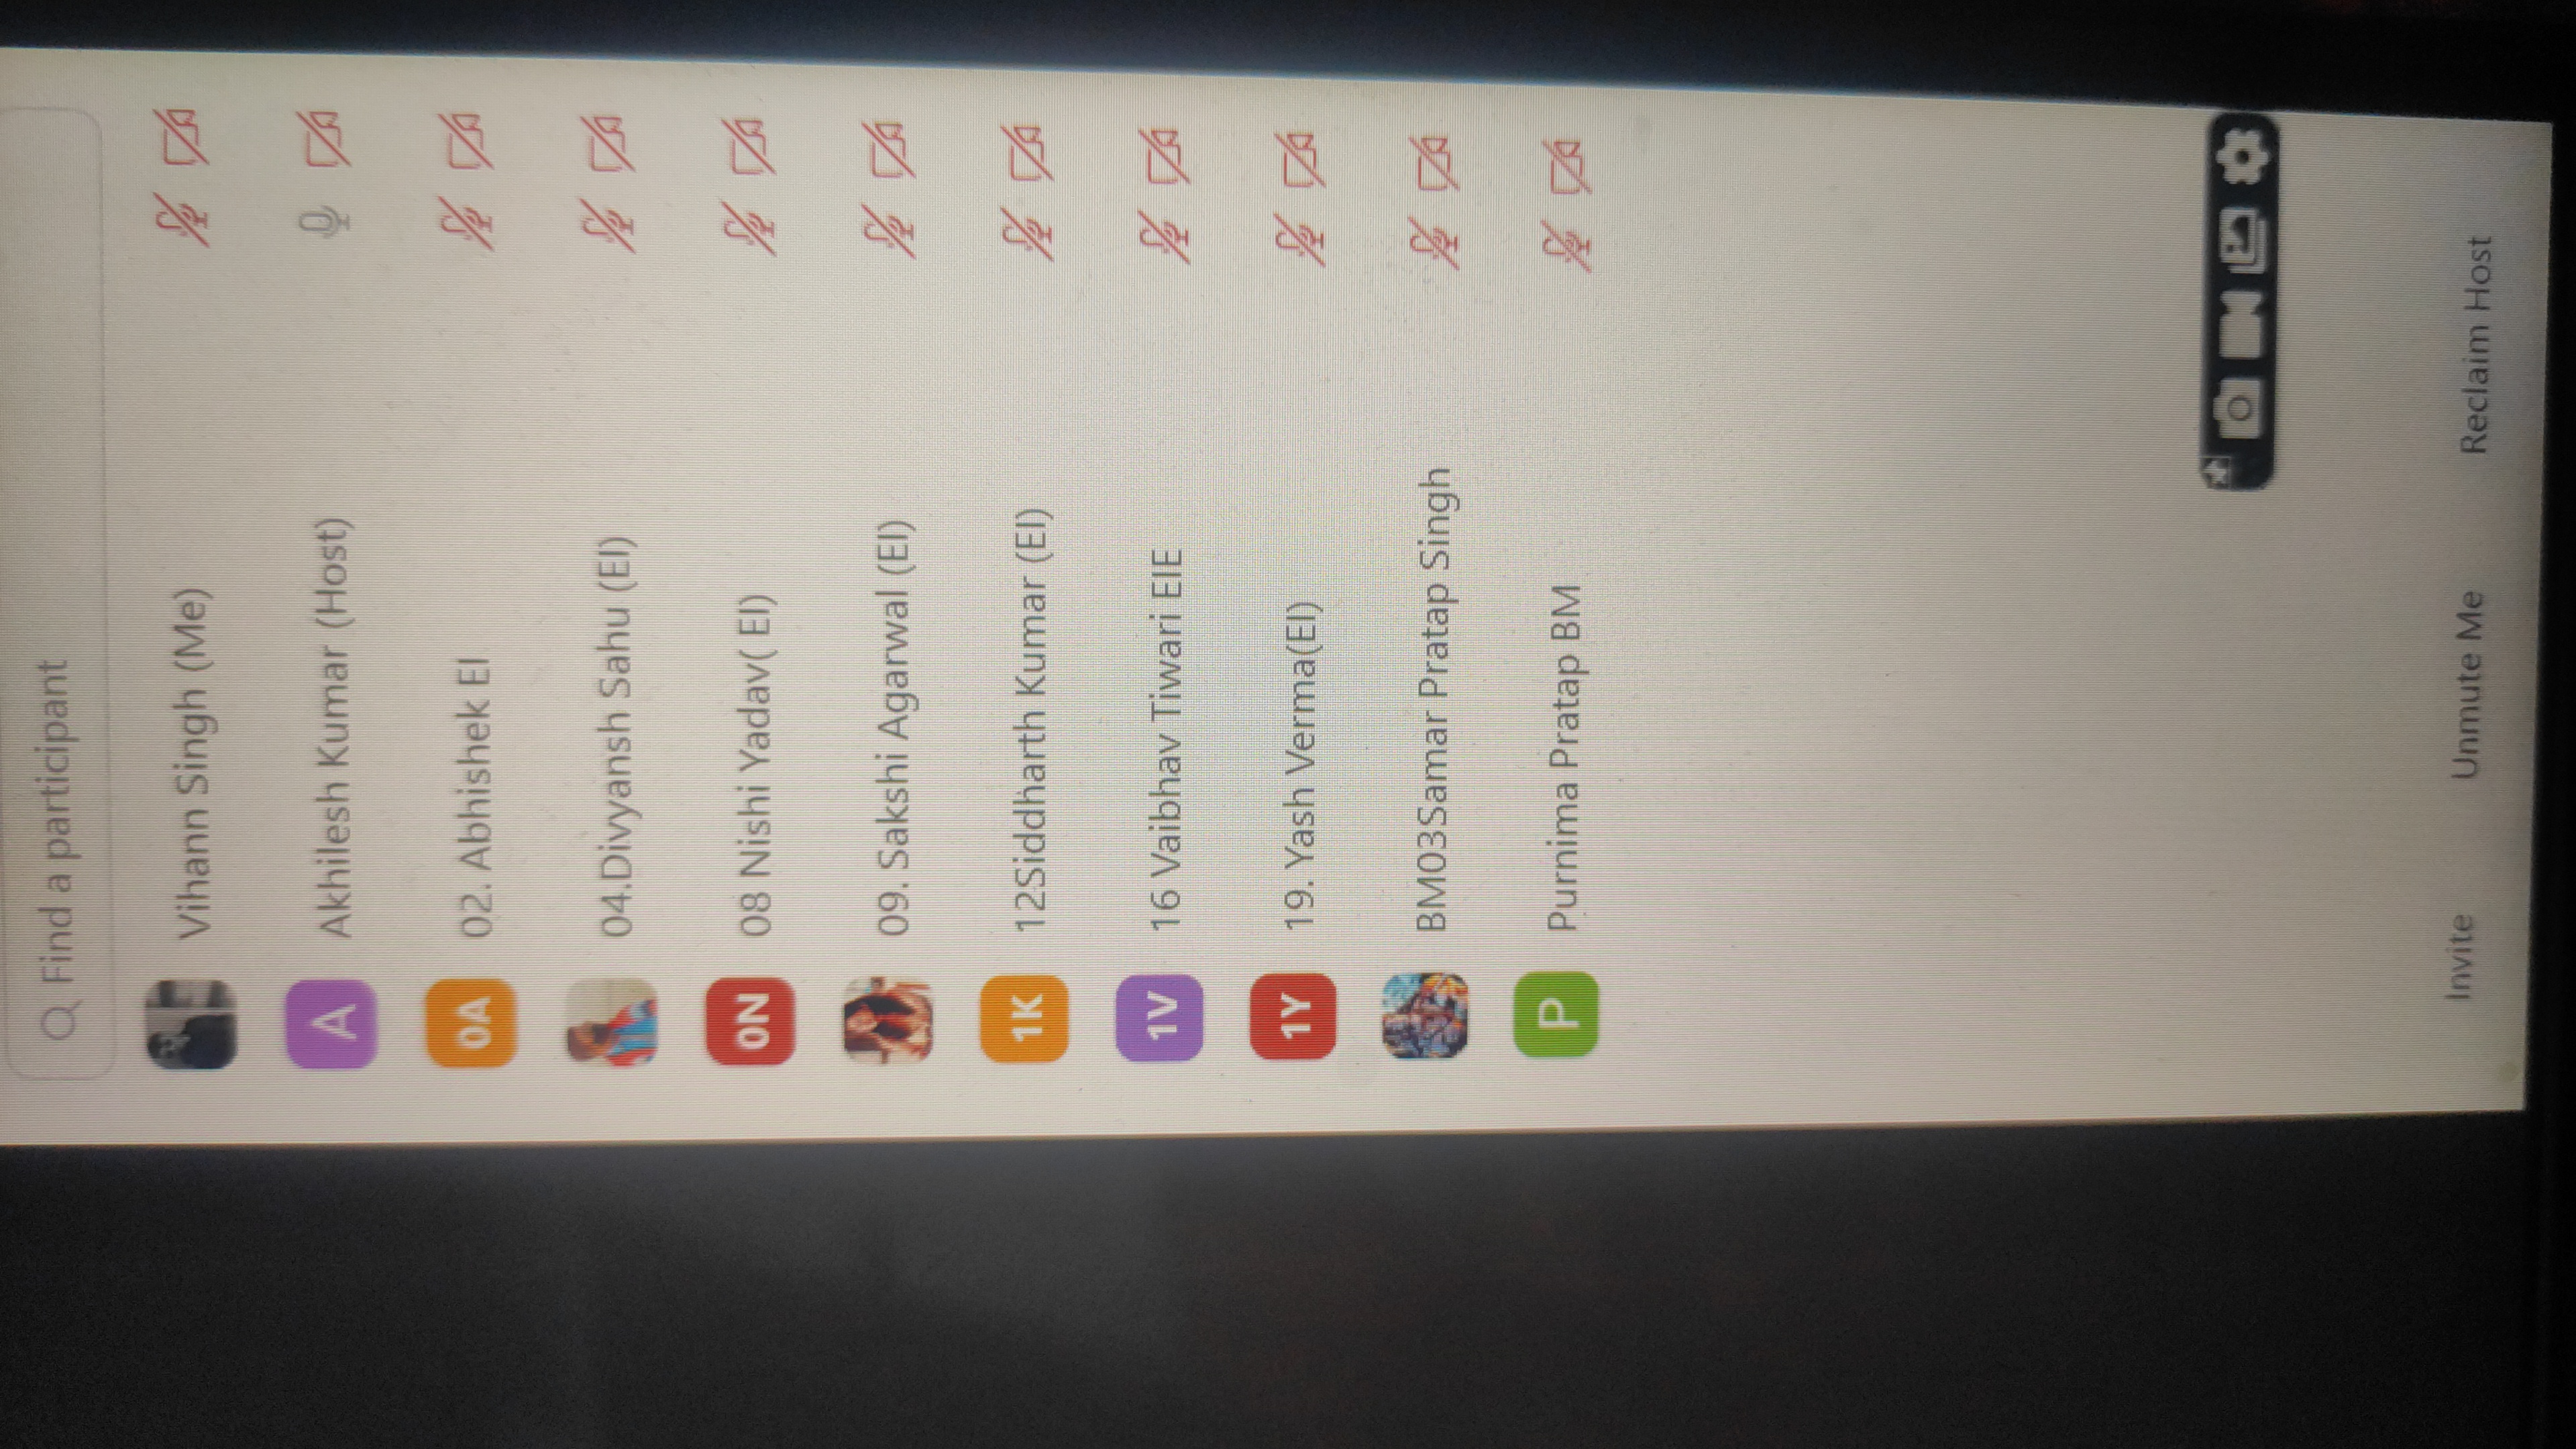 Find a participant
Vihann Singh (Me)
A Akhilesh Kumar (Host)
0A 02. Abhishek EI
04.Divyansh Sahu (EI)
0N 08 Nishi Yadav( EI)
09. Sakshi Agarwal (EI)
1K 12Siddharth Kumar (EI)
1V 16 Vaibhav Tiwari EIE
1Y 19. Yash Verma(EI)
BM03Samar Pratap Singh
P Purnima Pratap BM
Invite Unmute Me Reclaim Host